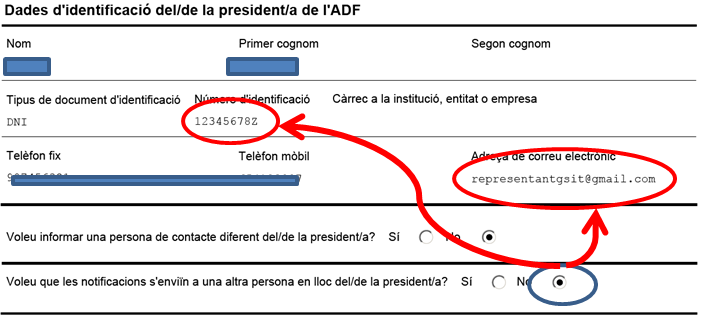 Dades d'identificació del/de la president/a de l'ADF
Nom Primer cognom Segon cognom
Tipus de document d'identificació Número d'identificació Càrrec a la institució, entitat o empresa
DNI 12345678Z
Telèfon fix Telèfon mòbil Adreça de correu electrònic
representantgsit@gmail.com
Voleu informar una persona de contacte diferent del/de la president/a? Sí No
Voleu que les notificacions s'enviïn a una altra persona en lloc del/de la president/a? Sí No